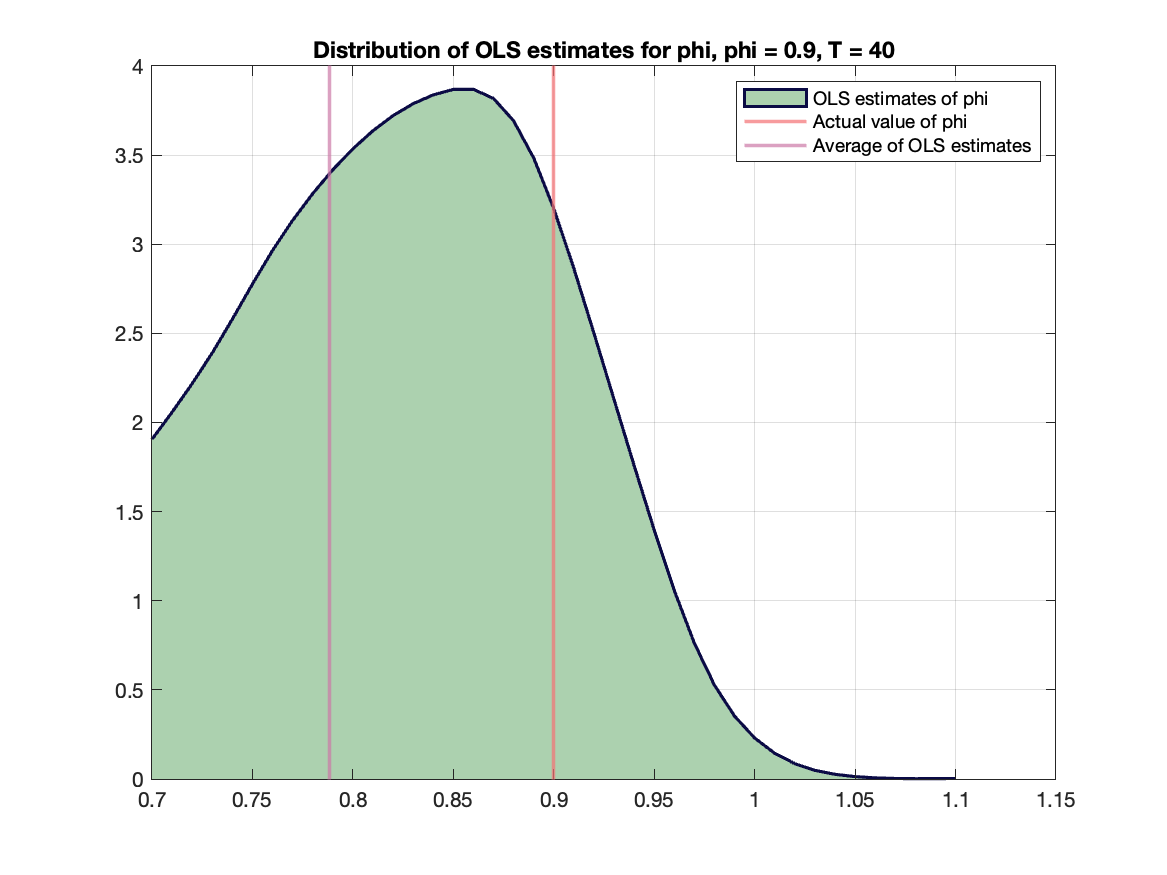 Distribution of OLS estimates for phi, phi = 0.9, T = 40
4
3.5
3
2.5
2
1.5
1
0.5
0
OLS estimates of phi
Actual value of phi
Average of OLS estimates
0.7 0.75 0.8 0.85 0.9 0.95 1 1.05 1.1 1.15